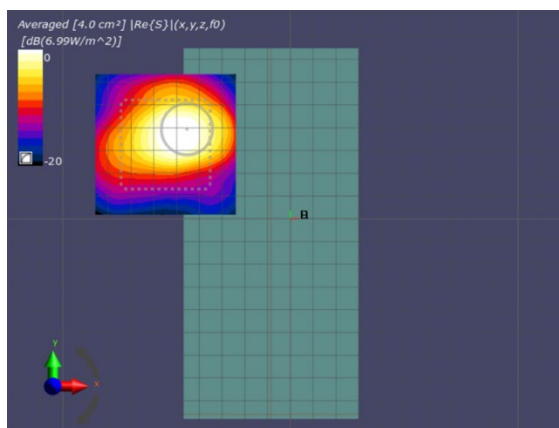 Averaged [4.0 cm²] |Re{S}|(x,y,z,f0)
[dB(6.99W/m^2)]
0
-20
y
x